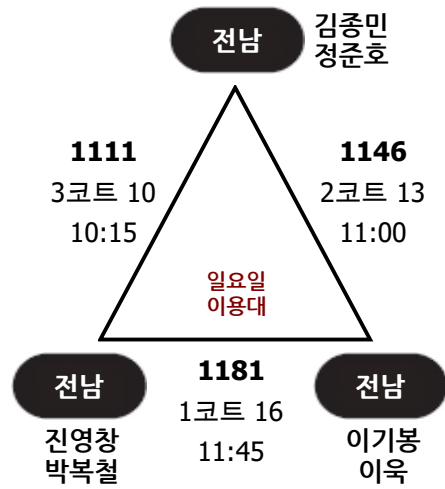 전남
김종민
정준호
1111
3코트 10
10:15
1146
2코트 13
11:00
일요일
이용대
전남
진영창
박복철
1181
1코트 16
11:45
전남
이기봉
이욱